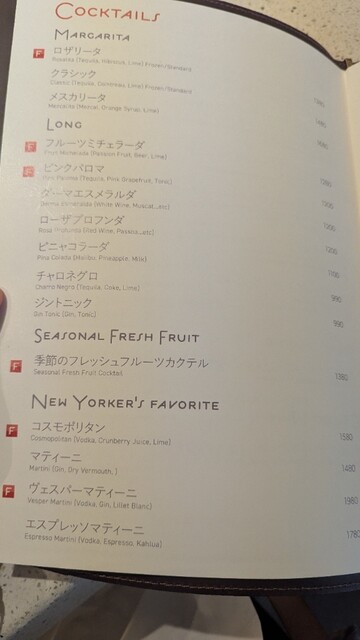 COCKTAILS
MARGARITA
F ロザリータ
Rosarita (Tequila, Hibiscus, Lime) Frozen/Standard
クラシック
Classic (Tequila, Cointreau, Lime) Frozen/Standard
メスカリータ
Mezcalita (Mezcal, Orange Syrup, Lime)
LONG
F フルーツミチェラーダ
Fruit Michelada (Passion Fruit, Beer, Lime)
F ピンクパロマ
Pink Paloma (Tequila, Pink Grapefruit, Tonic)
ダーマエスメラルダ
Dama Esmeralda (White Wine, Muscat,,,etc)
ローザプロフンダ
Rosa Profunda (Red Wine, Passoa,,,etc)
ピニャコラーダ
Pina Colada (Malibu, Pineapple, Milk)
チャロネグロ 1100
Charro Negro (Tequila, Coke, Lime)
ジントニック 990
Gin Tonic (Gin, Tonic)
990
SEASONAL FRESH FRUIT
F 季節のフレッシュフルーツカクテル
Seasonal Fresh Fruit Cocktail 1380
NEW YORKER'S FAVORITE
F コスモポリタン
Cosmopolitan (Vodka, Crunberry Juice, Lime) 1580
マティーニ
Martini (Gin, Dry Vermouth, ) 1480
F ヴェスパーマティーニ
Vesper Martini (Vodka, Gin, Lillet Blanc) 1980
エスプレッソマティーニ
Espresso Martini (Vodka, Espresso, Kahlua) 1780